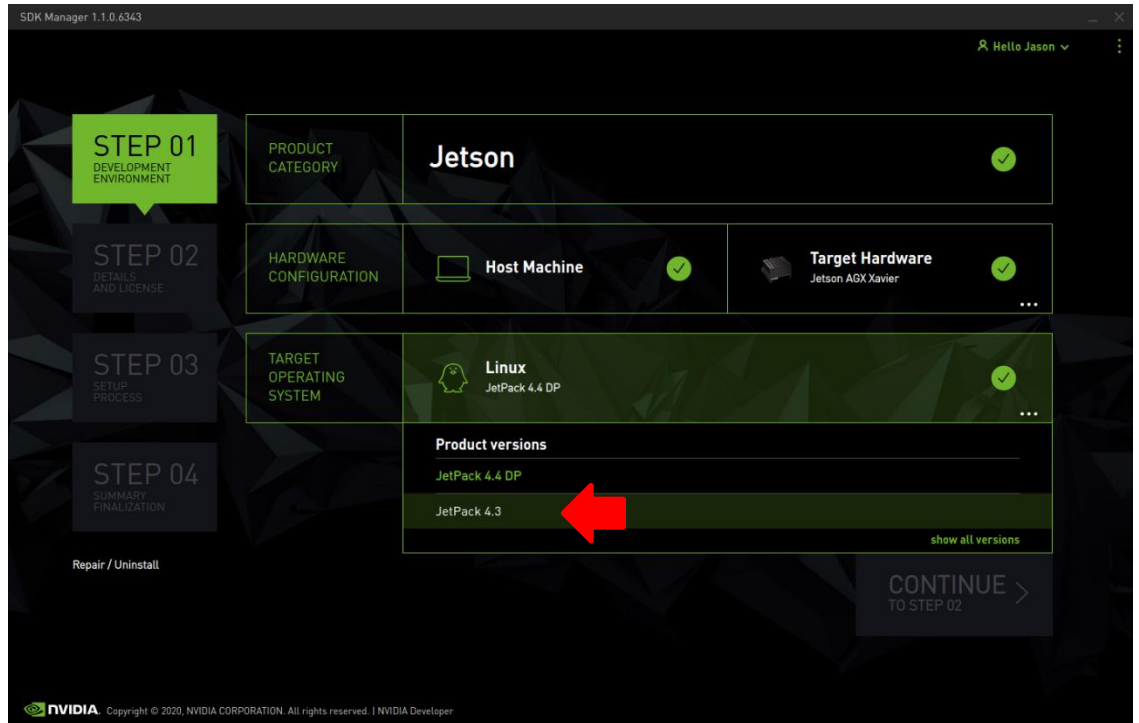 SDK Manager 1.1.0.6343
Hello Jason
STEP 01
DEVELOPMENT
ENVIRONMENT
PRODUCT
CATEGORY
Jetson
STEP 02
DETAILS
AND LICENSE
HARDWARE
CONFIGURATION
Host Machine
Target Hardware
Jetson AGX Xavier
...
STEP 03
SETUP
PROCESS
TARGET
OPERATING
SYSTEM
Linux
JetPack 4.4 DP
...
Product versions
JetPack 4.4 DP
JetPack 4.3
show all versions
STEP 04
SUMMARY
FINALIZATION
Repair / Uninstall
CONTINUE >
TO STEP 02
NVIDIA. Copyright © 2020, NVIDIA CORPORATION. All rights reserved. | NVIDIA Developer